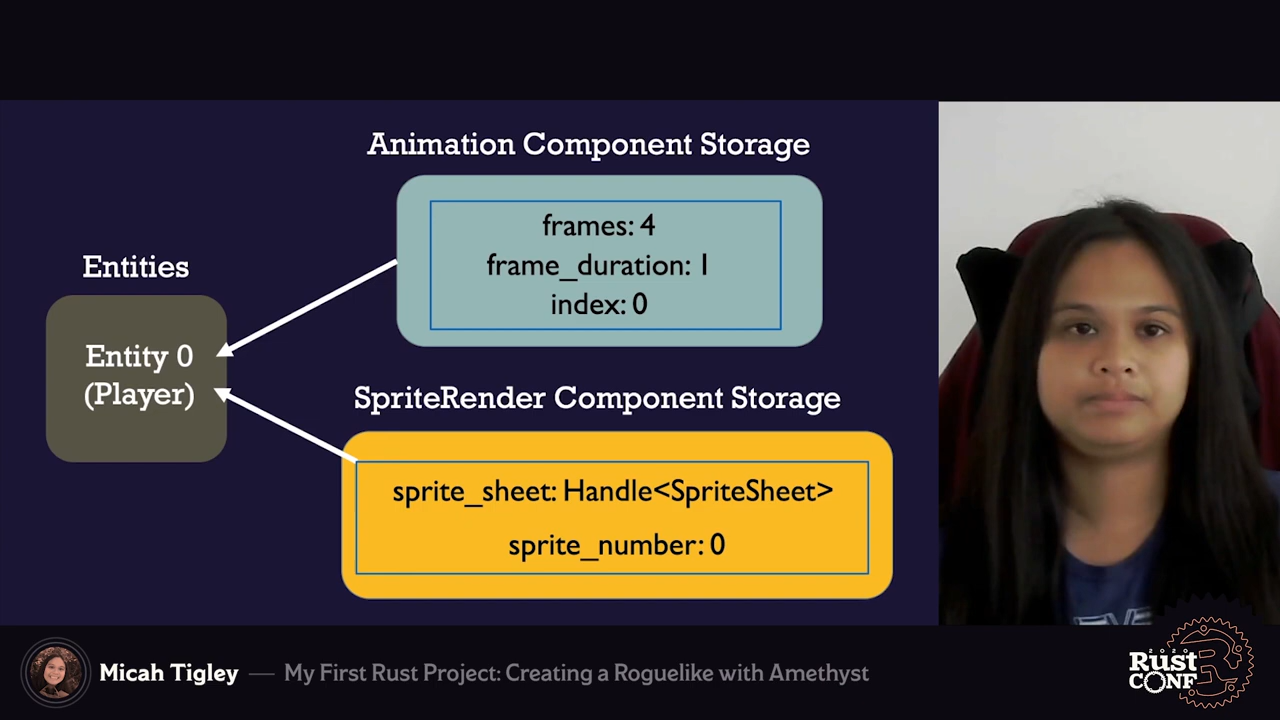 Animation Component Storage
frames: 4
frame_duration: 1
index: 0
Entities
Entity 0
(Player)
SpriteRender Component Storage
sprite_sheet: Handle<SpriteSheet>
sprite_number: 0
Micah Tigley — My First Rust Project: Creating a Roguelike with Amethyst
2020
RUST
CONF